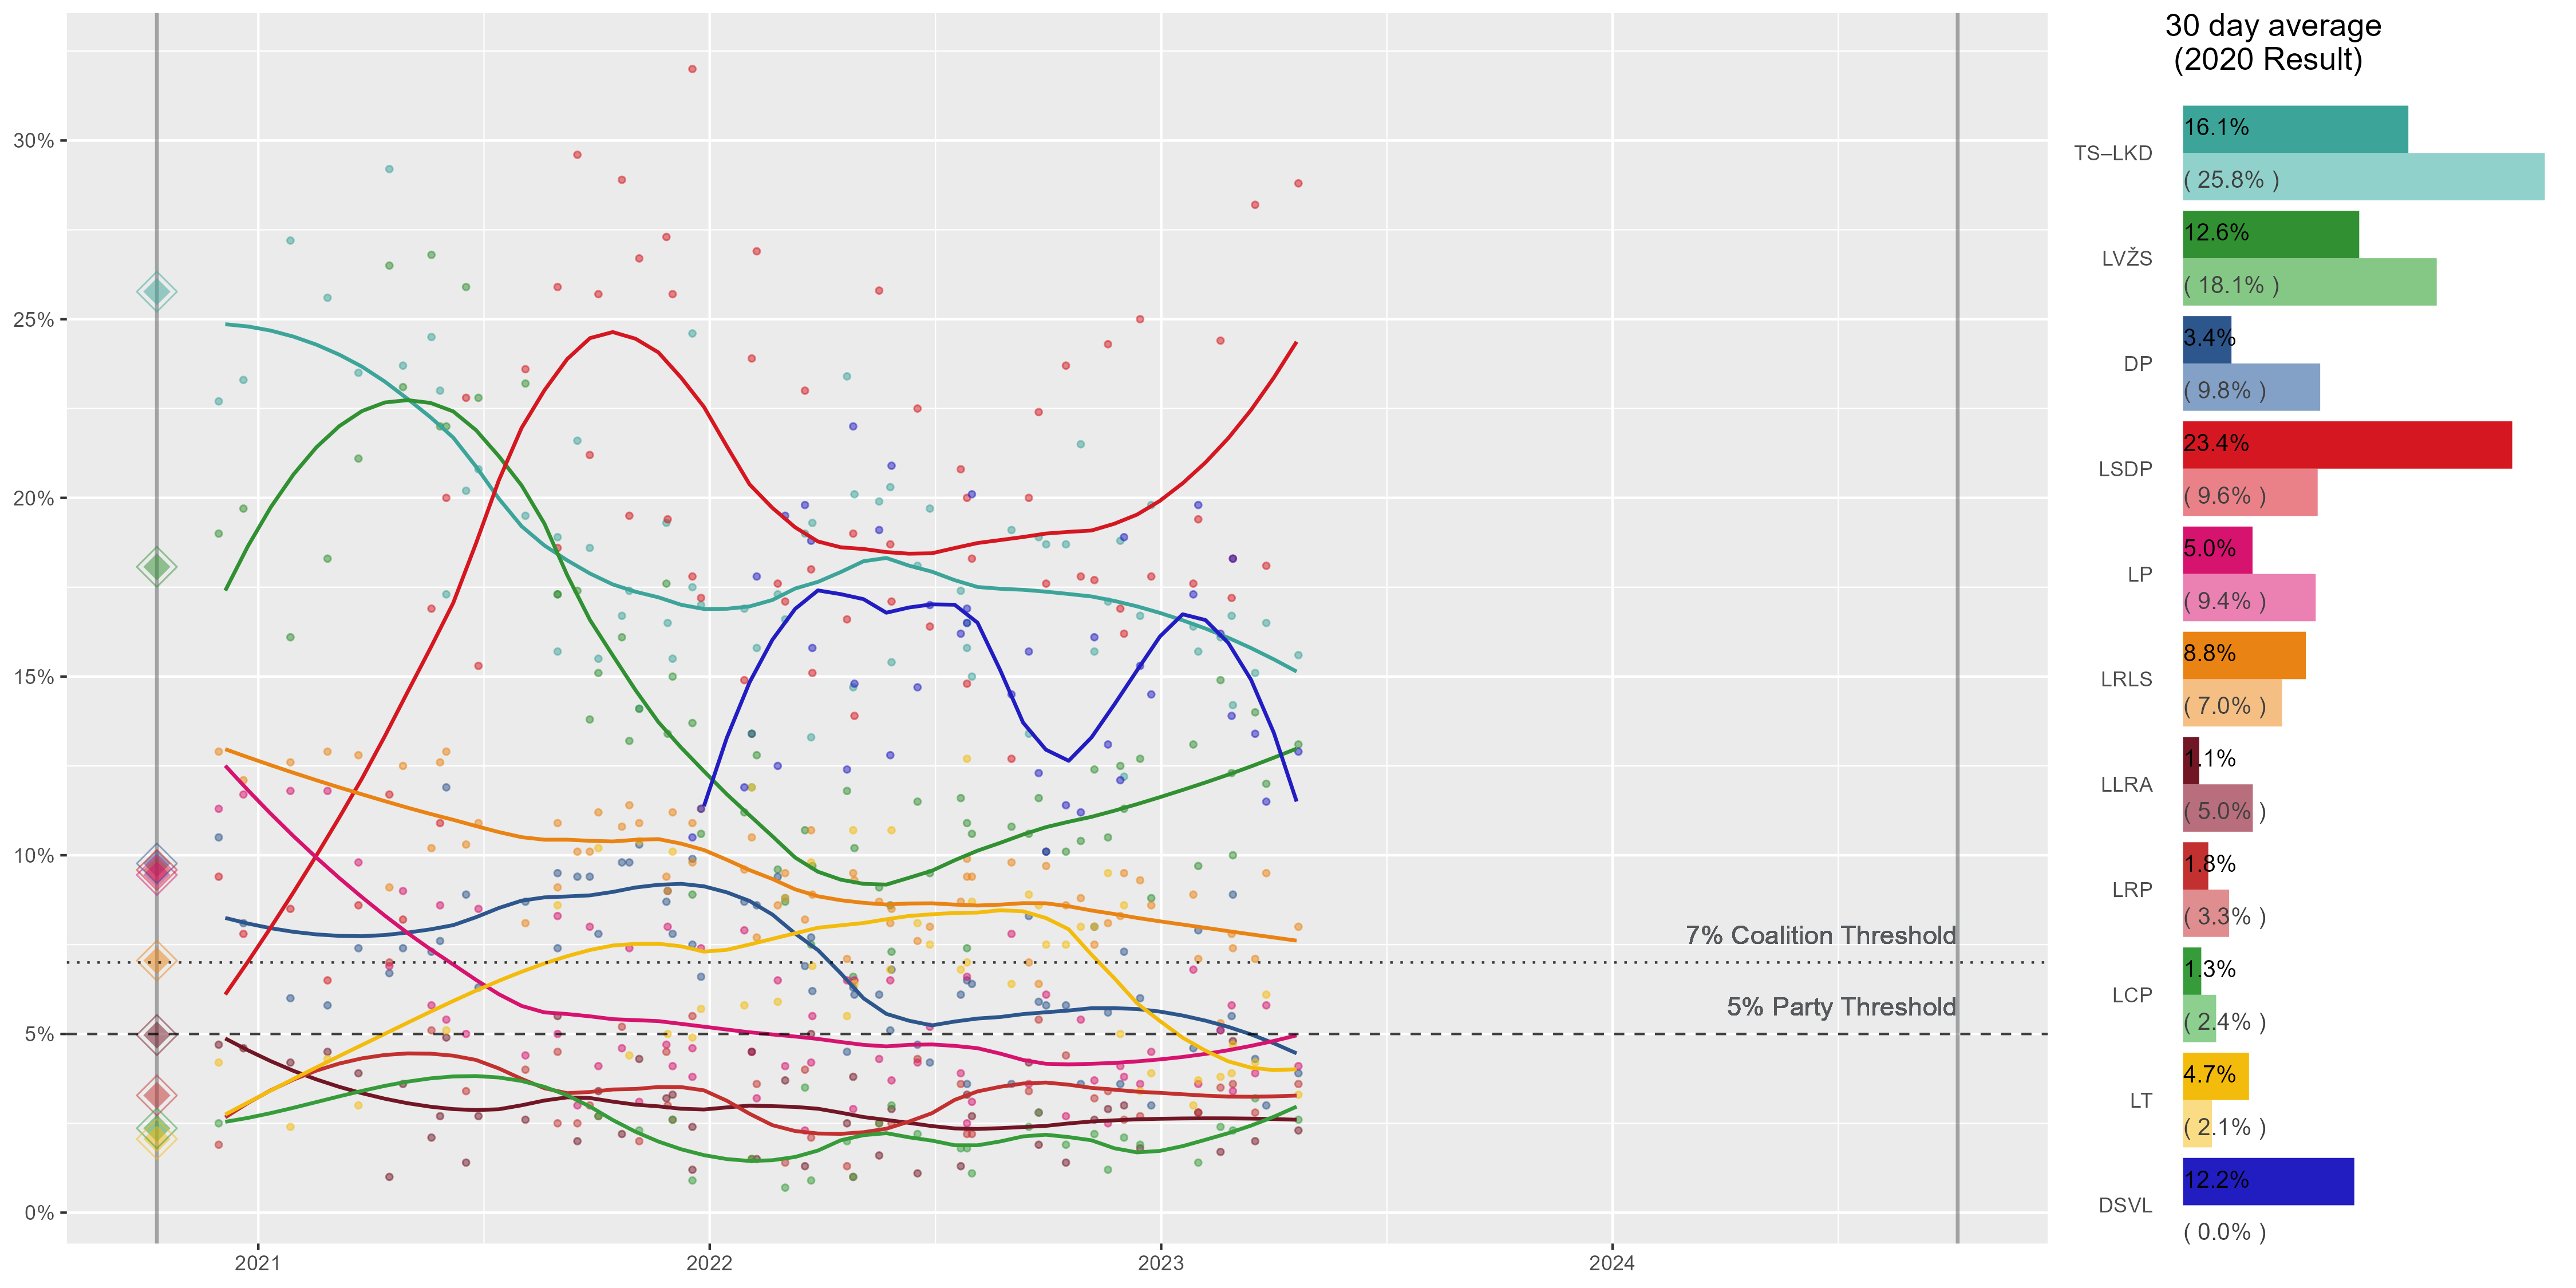 30 day average
(2020 Result)
30%
25%
20%
15%
10%
5%
0%
7% Coalition Threshold
5% Party Threshold
2021
2022
2023
2024
TS–LKD
16.1%
( 25.8% )
LVŽS
12.6%
( 18.1% )
DP
3.4%
( 9.8% )
LSDP
23.4%
( 9.6% )
LP
5.0%
( 9.4% )
LRLS
8.8%
( 7.0% )
LLRA
1.1%
( 5.0% )
LRP
1.8%
( 3.3% )
LCP
1.3%
( 2.4% )
LT
4.7%
( 2.1% )
DSVL
12.2%
( 0.0% )